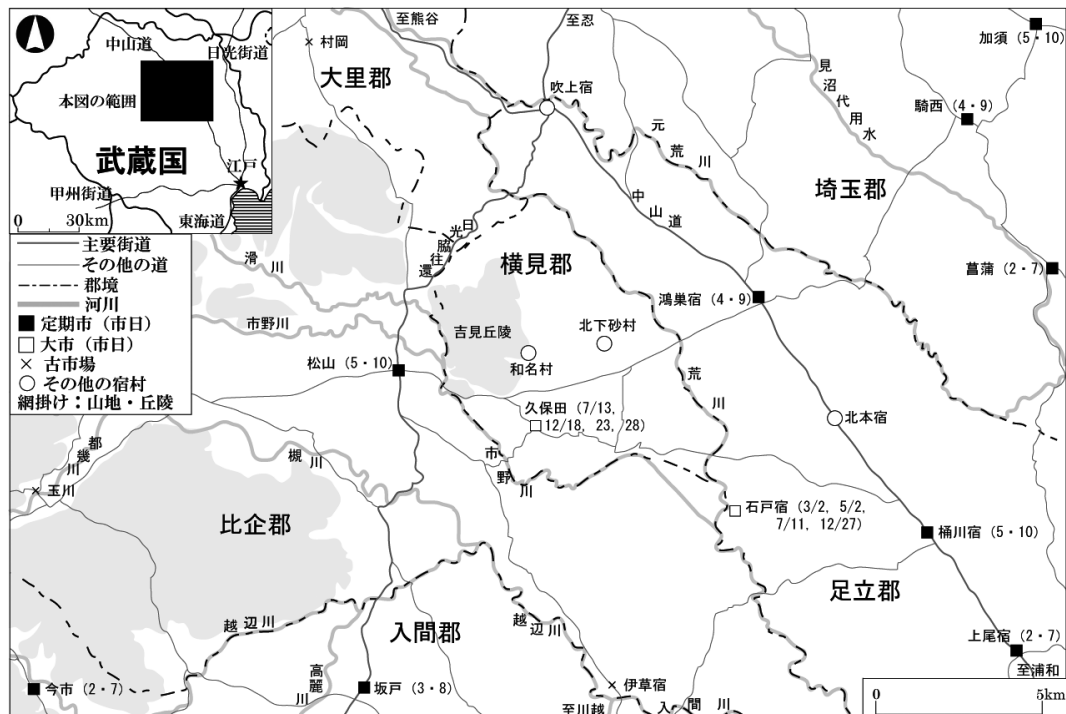 中山道
日光街道
本図の範囲
武蔵国
江戸
甲州街道
東海道
0 30km
主要街道
その他の道
郡境
河川
定期市（市日）
大市（市日）
古市場
その他の宿村
網掛け：山地・丘陵
至熊谷
至忍
村岡
大里郡
吹上宿
加須（5・10）
見沼代用水
騎西（4・9）
元荒川
埼玉郡
中山道
日光脇往還
滑川
横見郡
菖蒲（2・7）
鴻巣宿（4・9）
市野川
吉見丘陵
北下砂村
和名村
松山（5・10）
荒川
久保田（7/13,
12/18, 23, 28）
北本宿
都幾川
槻川
市野川
玉川
石戸宿（3/2, 5/2,
7/11, 12/27）
桶川宿（5・10）
比企郡
足立郡
越辺川
入間郡
越辺川
上尾宿（2・7）
至浦和
高麗川
今市（2・7）
坂戸（3・8）
伊草宿
至川越
入間川
0 5km